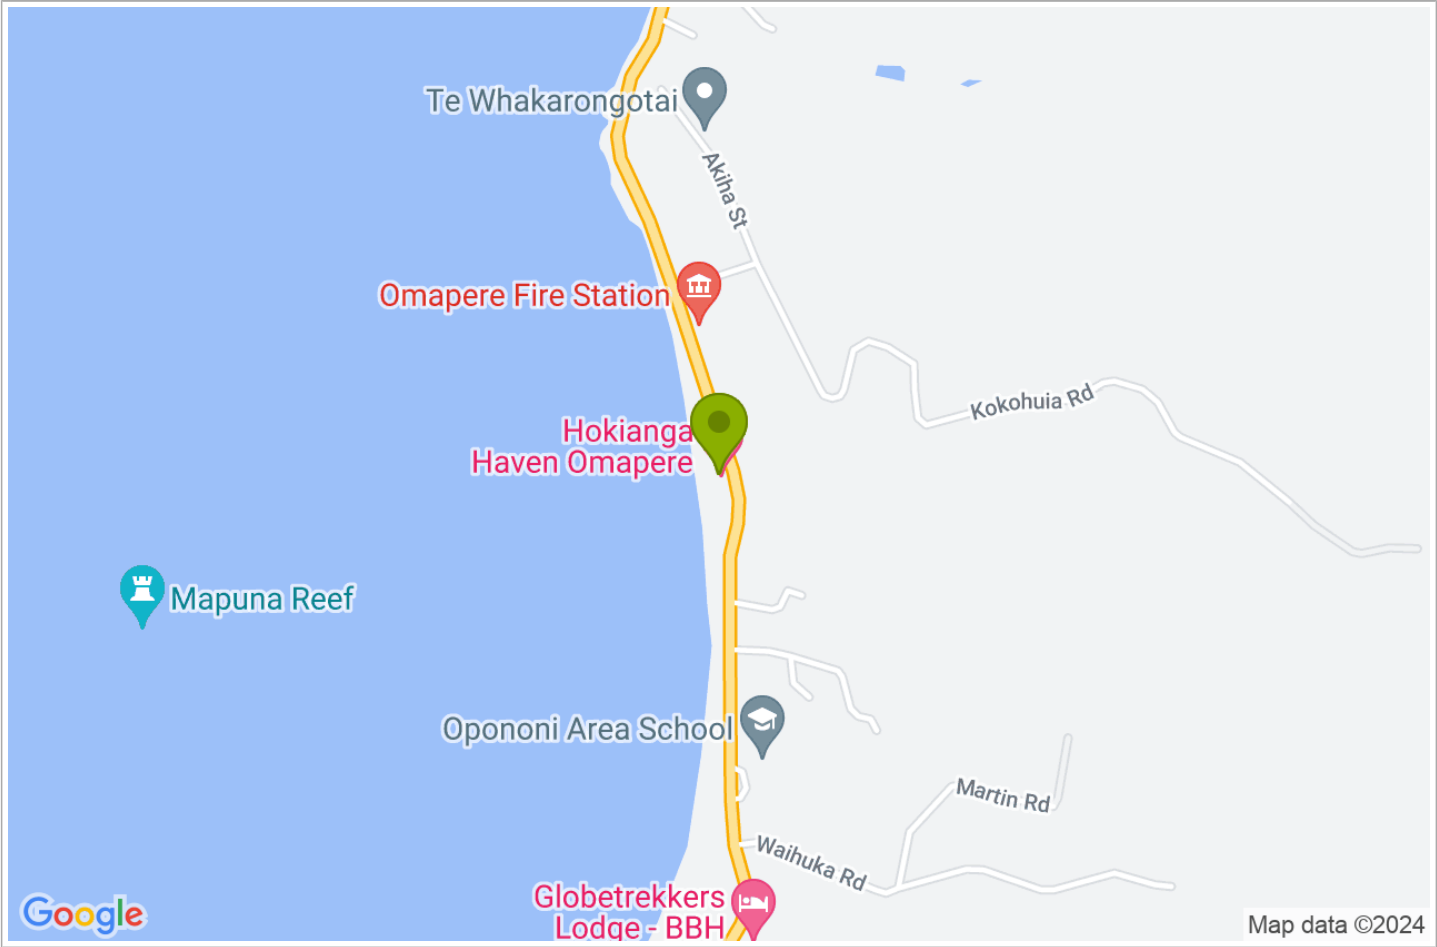 Te Whakarongotai
Akiha St
Omapere Fire Station
Kokohuia Rd
Hokianga
Haven Omapere
Mapuna Reef
Opononi Area School
Martin Rd
Waihuka Rd
Globetrekkers
Lodge - BBH
Google
Map data ©2024